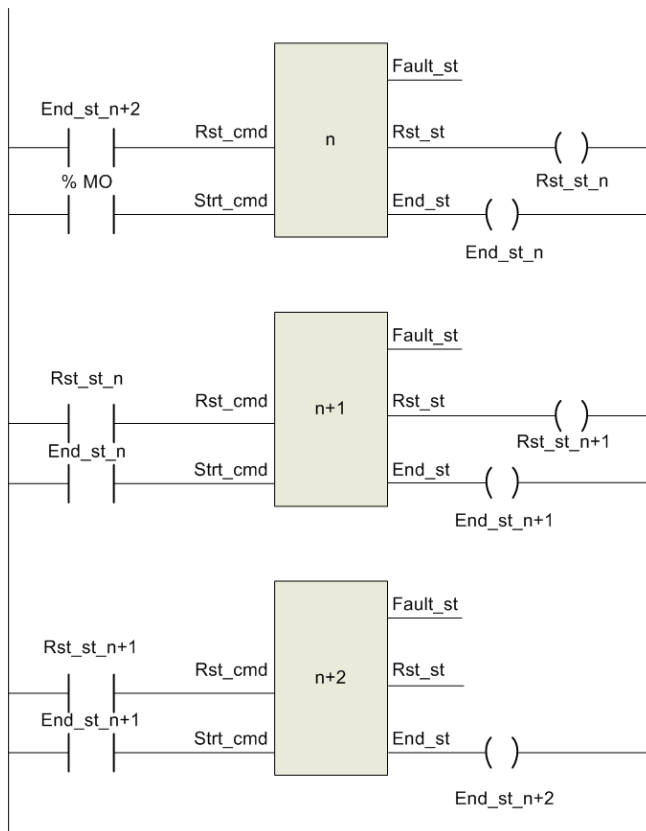 Fault_st
End_st_n+2
Rst_cmd
n
Rst_st
% MO
Rst_st_n
Strt_cmd
End_st
End_st_n
Fault_st
Rst_st_n
Rst_cmd
n+1
Rst_st
End_st_n
Rst_st_n+1
Strt_cmd
End_st
End_st_n+1
Fault_st
Rst_st_n+1
Rst_cmd
n+2
Rst_st
End_st_n+1
Strt_cmd
End_st
End_st_n+2